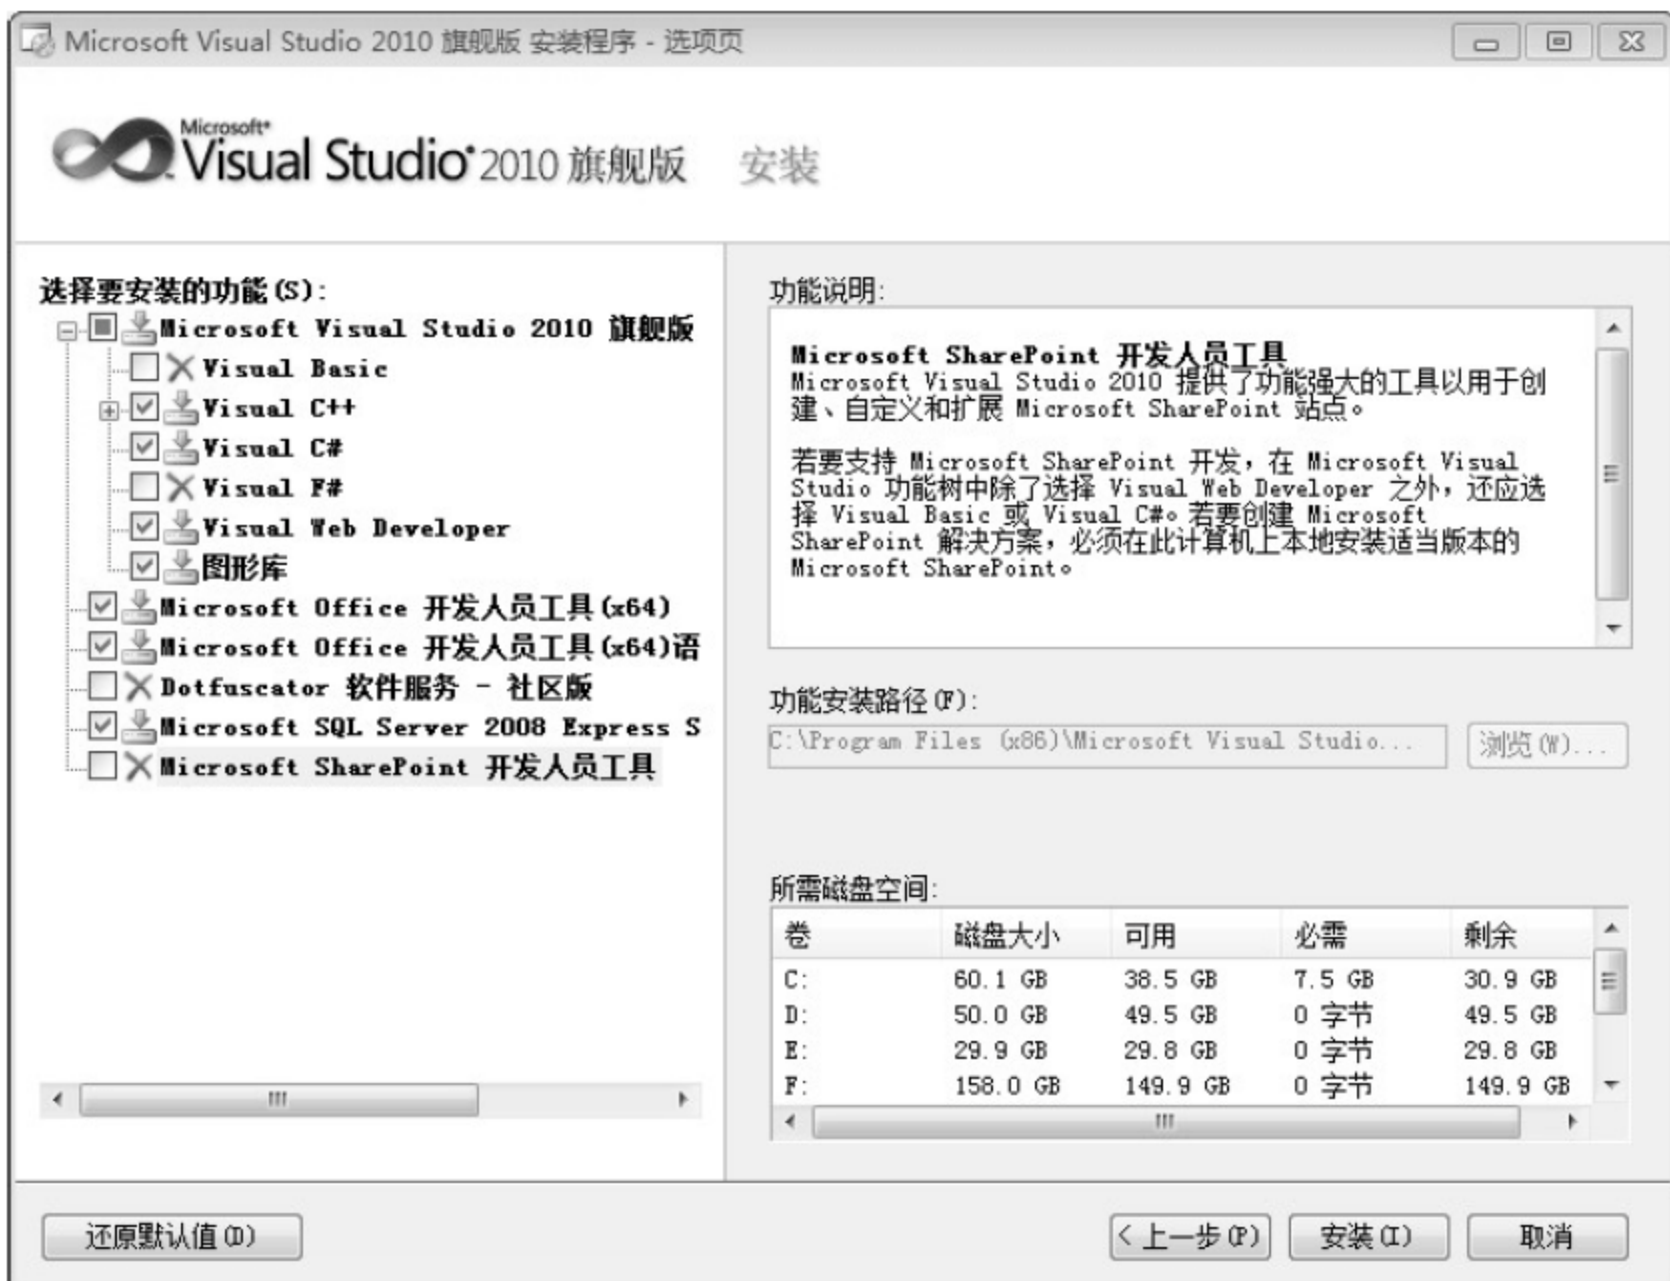 Microsoft Visual Studio 2010 旗舰版 安装程序 - 选项页
Microsoft
Visual Studio 2010 旗舰版 安装
选择要安装的功能(S):
Microsoft Visual Studio 2010 旗舰版
Visual Basic
Visual C++
Visual C#
Visual F#
Visual Web Developer
图形库
Microsoft Office 开发人员工具(x64)
Microsoft Office 开发人员工具(x64)语
Dotfuscator 软件服务 - 社区版
Microsoft SQL Server 2008 Express S
Microsoft SharePoint 开发人员工具
功能说明:
Microsoft SharePoint 开发人员工具
Microsoft Visual Studio 2010 提供了功能强大的工具以用于创
建、自定义和扩展 Microsoft SharePoint 站点。
若要支持 Microsoft SharePoint 开发，在 Microsoft Visual
Studio 功能树中除了选择 Visual Web Developer 之外，还应选
择 Visual Basic 或 Visual C#。若要创建 Microsoft
SharePoint 解决方案，必须在此计算机上本地安装适当版本的
Microsoft SharePoint。
功能安装路径(F):
C:\Program Files (x86)\Microsoft Visual Studio...
浏览(W)...
所需磁盘空间:
卷 磁盘大小 可用 必需 剩余
C: 60.1 GB 38.5 GB 7.5 GB 30.9 GB
D: 50.0 GB 49.5 GB 0 字节 49.5 GB
E: 29.9 GB 29.8 GB 0 字节 29.8 GB
F: 158.0 GB 149.9 GB 0 字节 149.9 GB
还原默认值(D) <上一步(P) 安装(I) 取消